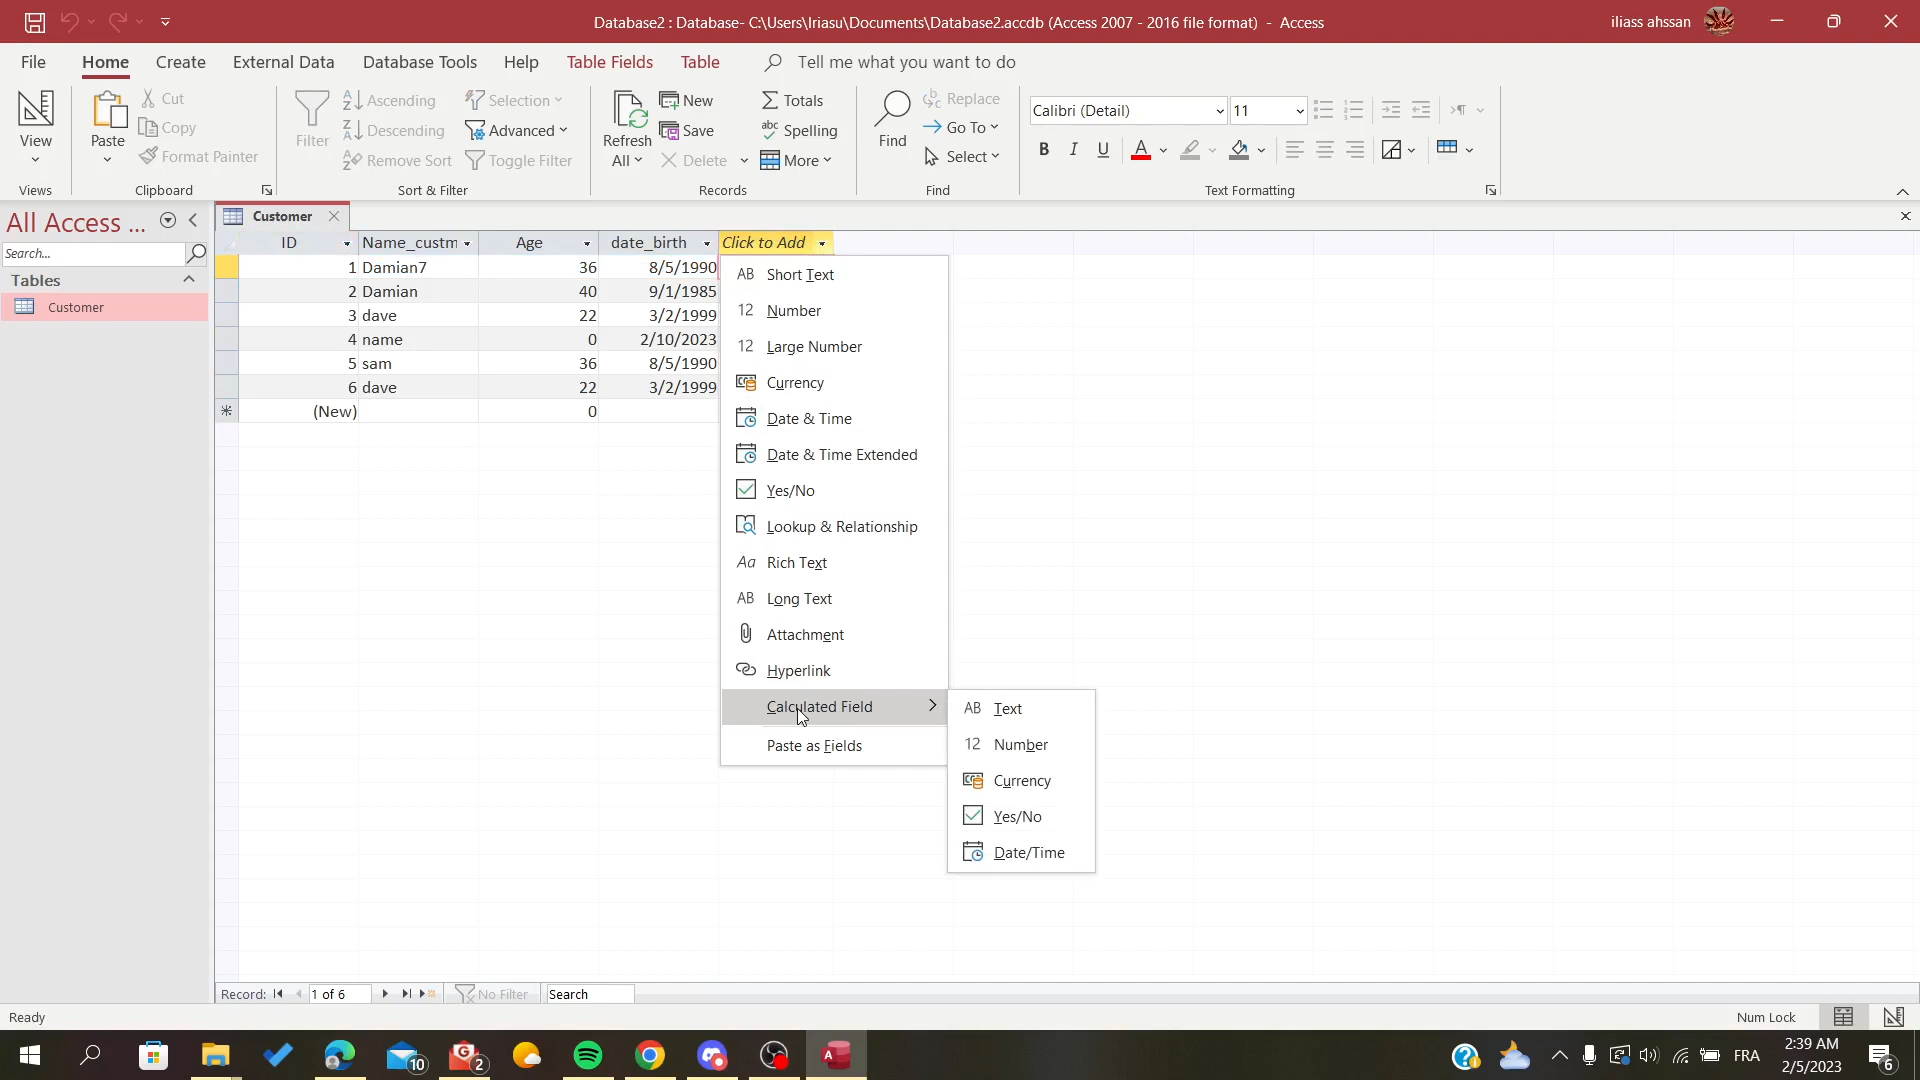 Database2 : Database- C:\Users\Iriasu\Documents\Database2.accdb (Access 2007 - 2016 file format) - Access
iliass ahssan
File Home Create External Data Database Tools Help Table Fields Table Tell me what you want to do
View
Views
Paste
Cut
Copy
Format Painter
Clipboard
Filter
Ascending
Descending
Remove Sort
Selection
Advanced
Toggle Filter
Sort & Filter
Refresh
All
New
Save
Delete
Totals
Spelling
More
Records
Find
Replace
Go To
Select
Find
Calibri (Detail) 11
B I U A
Text Formatting
All Access ...
Search...
Tables
Customer
Customer
ID Name_custm Age date_birth Click to Add
1 Damian7 36 8/5/1990
2 Damian 40 9/1/1985
3 dave 22 3/2/1999
4 name 0 2/10/2023
5 sam 36 8/5/1990
6 dave 22 3/2/1999
(New) 0
AB Short Text
12 Number
12 Large Number
Currency
Date & Time
Date & Time Extended
Yes/No
Lookup & Relationship
Aa Rich Text
AB Long Text
Attachment
Hyperlink
Calculated Field
Paste as Fields
AB Text
12 Number
Currency
Yes/No
Date/Time
Record: 1 of 6 No Filter Search
Ready
Num Lock
10
2
FRA
2:39 AM
2/5/2023
6